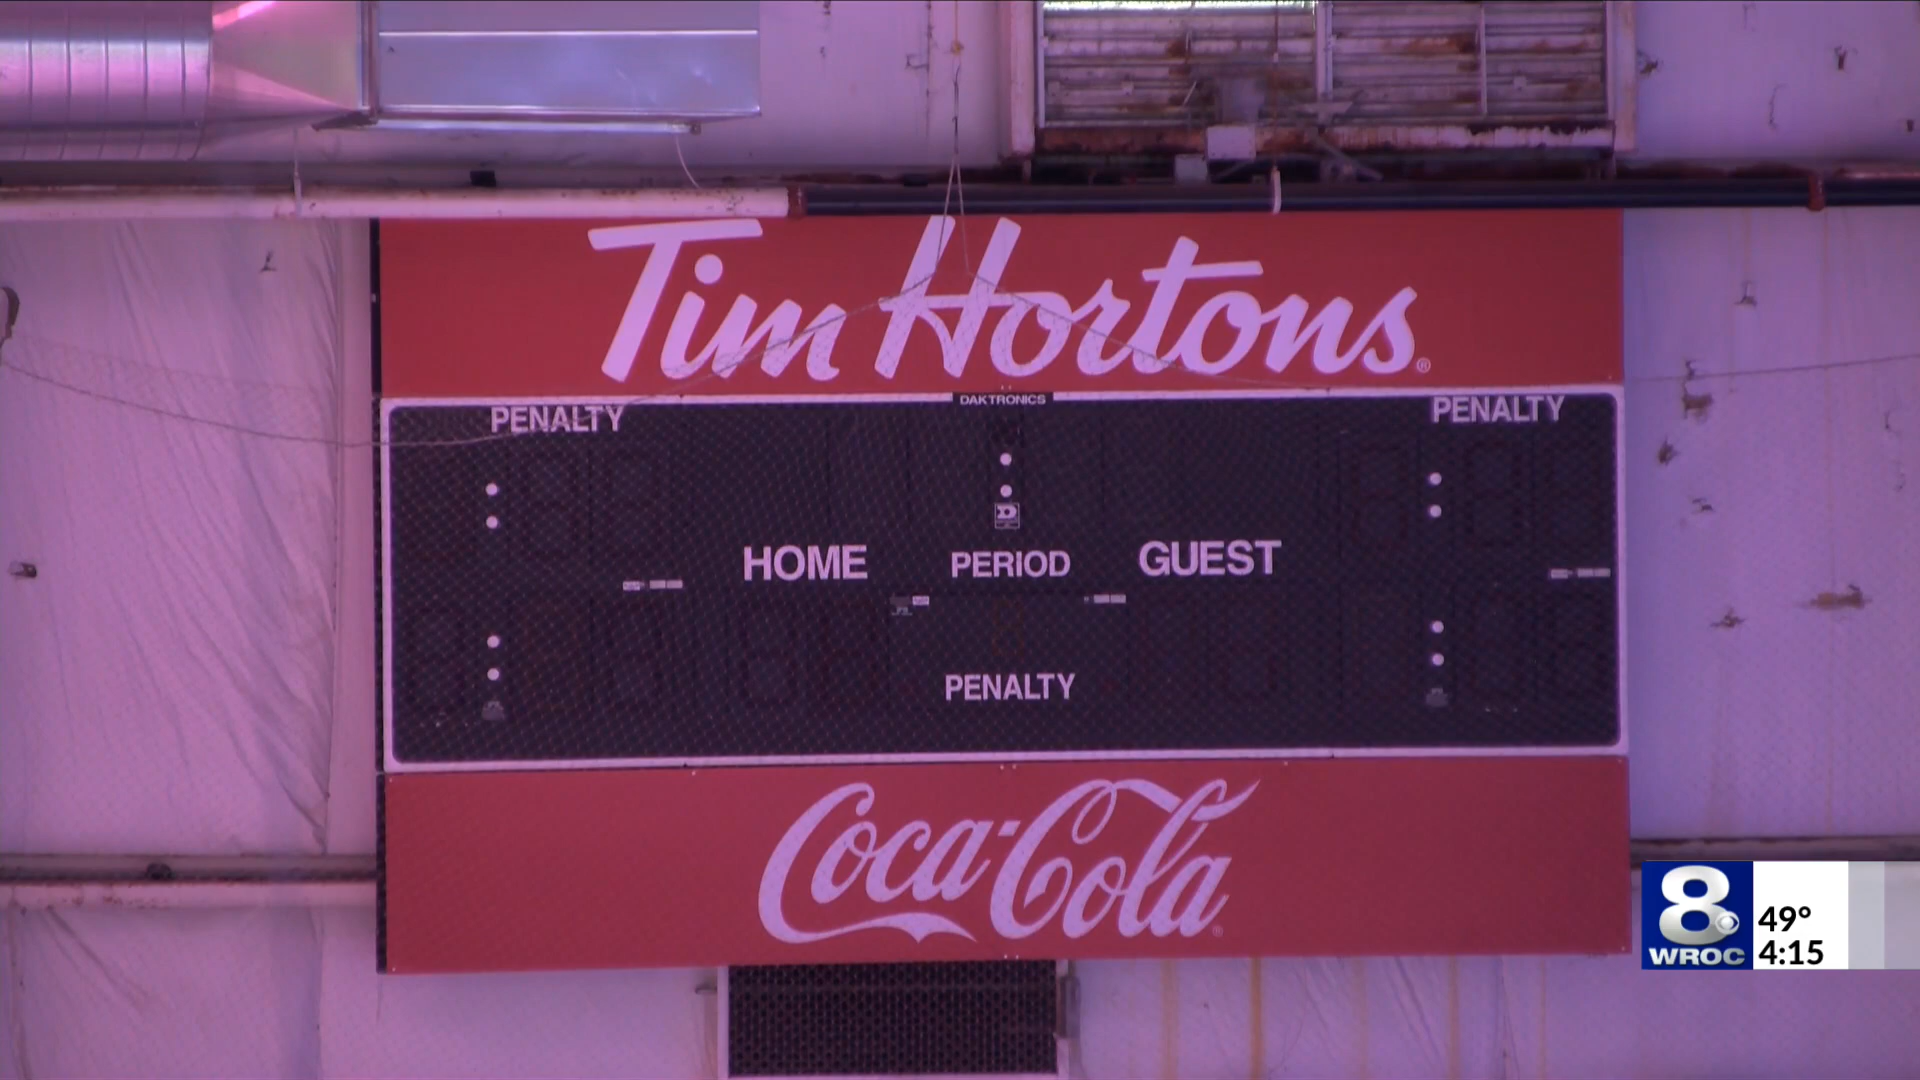 Tim Hortons®
DAKTRONICS
PENALTY PENALTY
D
HOME PERIOD GUEST
PENALTY
Coca-Cola®
8
WROC
49°
4:15